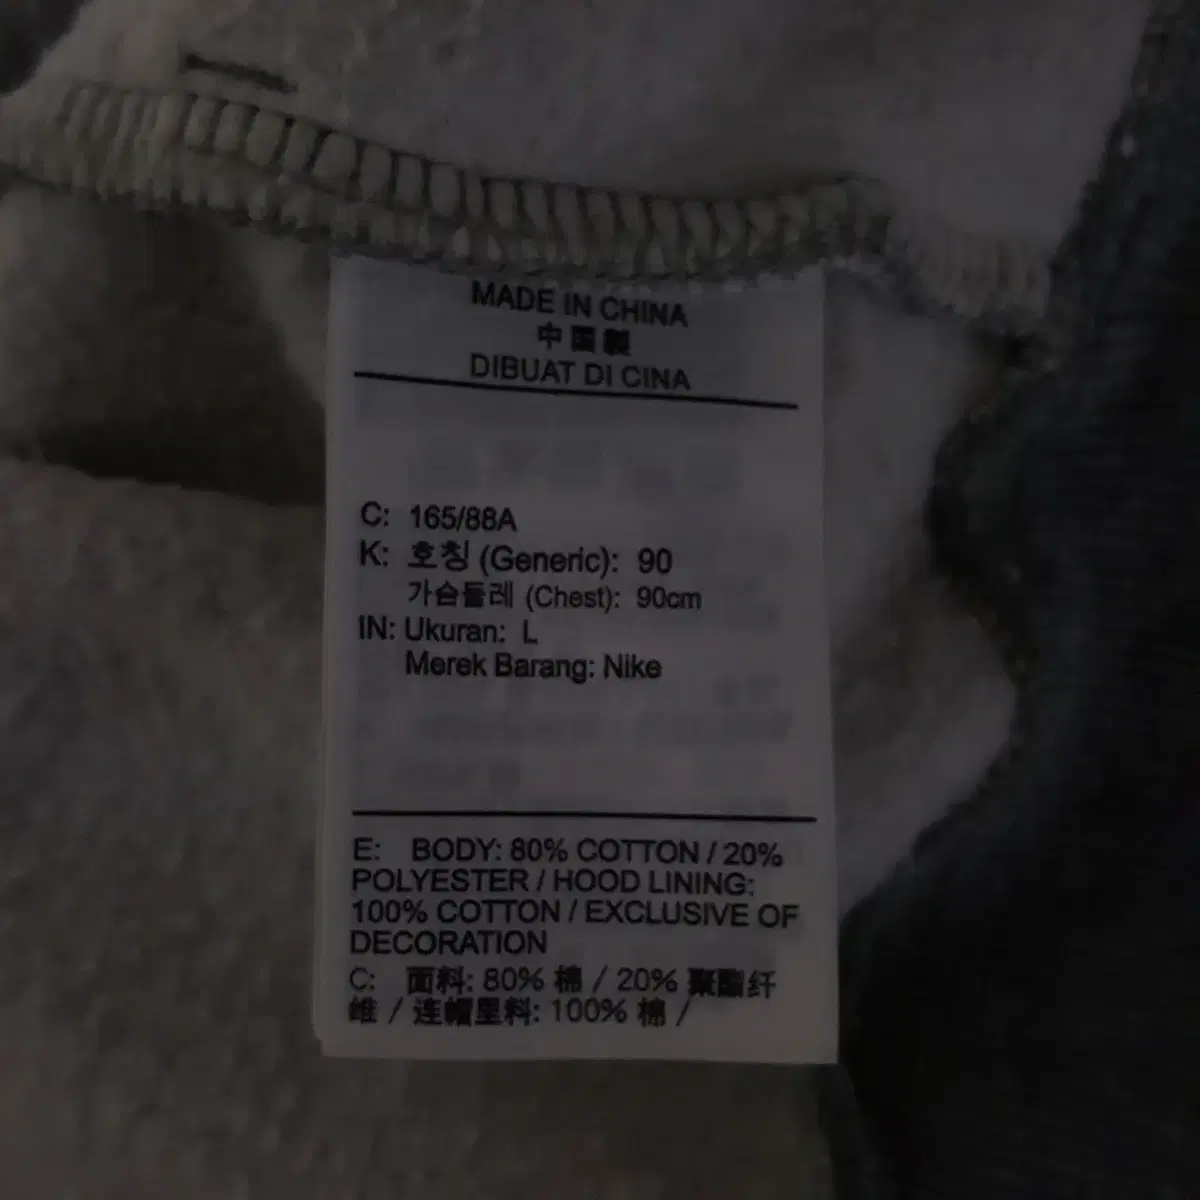 MADE IN CHINA
中国製
DIBUAT DI CINA
C: 165/88A
K: 호칭 (Generic): 90
가슴둘레 (Chest): 90cm
IN: Ukuran: L
Merek Barang: Nike
E: BODY: 80% COTTON / 20%
POLYESTER / HOOD LINING:
100% COTTON / EXCLUSIVE OF
DECORATION
C: 面料: 80% 棉 / 20% 聚酯纤
维 / 连帽里料: 100% 棉 /